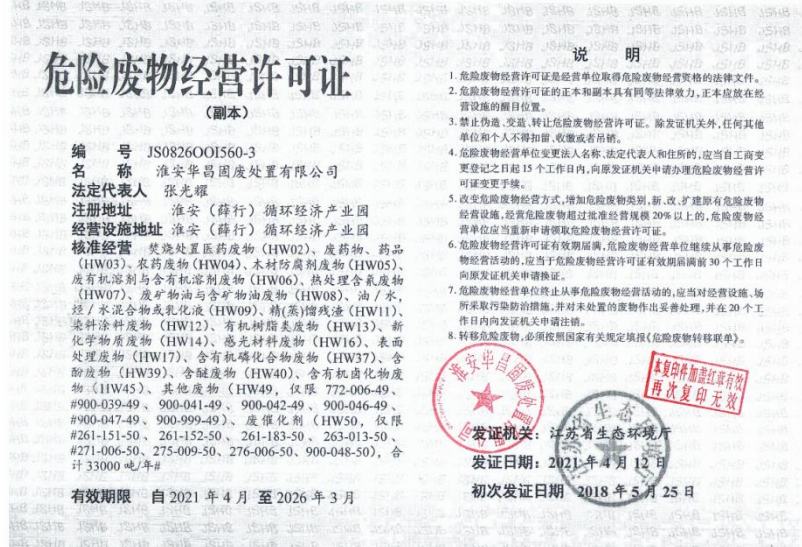 危险废物经营许可证
（副本）
编 号 JS0826OOI560-3
名 称 淮安华昌固废处置有限公司
法定代表人 张光耀
注册地址 淮安（薛行）循环经济产业园
经营设施地址 淮安（薛行）循环经济产业园
核准经营 焚烧处置医药废物（HW02）、废药物、药品
（HW03）、农药废物（HW04）、木材防腐剂废物（HW05）、
废有机溶剂与含有机溶剂废物（HW06）、热处理含氰废物
（HW07）、废矿物油与含矿物油废物（HW08）、油／水，
烃／水混合物或乳化液（HW09）、精(蒸)馏残渣（HW11）、
染料涂料废物（HW12）、有机树脂类废物（HW13）、新
化学物质废物（HW14）、感光材料废物（HW16）、表面
处理废物（HW17）、含有机磷化合物废物（HW37）、含
酚废物（HW39）、含醚废物（HW40）、含有机卤化物废
物（HW45）、其他废物（HW49，仅限 772-006-49、
#900-039-49、900-041-49、900-042-49、900-046-49、
#900-047-49、900-999-49）、废催化剂（HW50，仅限
#261-151-50、261-152-50、261-183-50、263-013-50、
#271-006-50、275-009-50、276-006-50、900-048-50），合
计 33000 吨/年#
有效期限 自 2021 年 4 月 至 2026 年 3 月
说 明
1. 危险废物经营许可证是经营单位取得危险废物经营资格的法律文件。
2. 危险废物经营许可证的正本和副本具有同等法律效力，正本应放在经
营设施的醒目位置。
3. 禁止伪造、变造、转让危险废物经营许可证。除发证机关外，任何其他
单位和个人不得扣留、收缴或者吊销。
4. 危险废物经营单位变更法人名称、法定代表人和住所的，应当自工商变
更登记之日起 15 个工作日内，向原发证机关申请办理危险废物经营许
可证变更手续。
5. 改变危险废物经营方式，增加危险废物类别，新、改、扩建原有危险废物
经营设施，经营危险废物超过批准经营规模 20%以上的，危险废物经
营单位应当重新申请领取危险废物经营许可证。
6. 危险废物经营许可证有效期届满，危险废物经营单位继续从事危险废
物经营活动的，应当于危险废物经营许可证有效期届满前 30 个工作日
向原发证机关申请换证。
7. 危险废物经营单位终止从事危险废物经营活动的，应当对经营设施、场
所采取污染防治措施，并对未处置的废物作出妥善处理，并在 20 个工
作日内向发证机关申请注销。
8. 转移危险废物，必须按照国家有关规定填报《危险废物转移联单》。
淮安华昌固废处置有限公司
本复印件加盖红章有效
再次复印无效
发证机关：江苏省生态环境厅
发证日期：2021 年 4 月 12 日
初次发证日期 2018 年 5 月 25 日